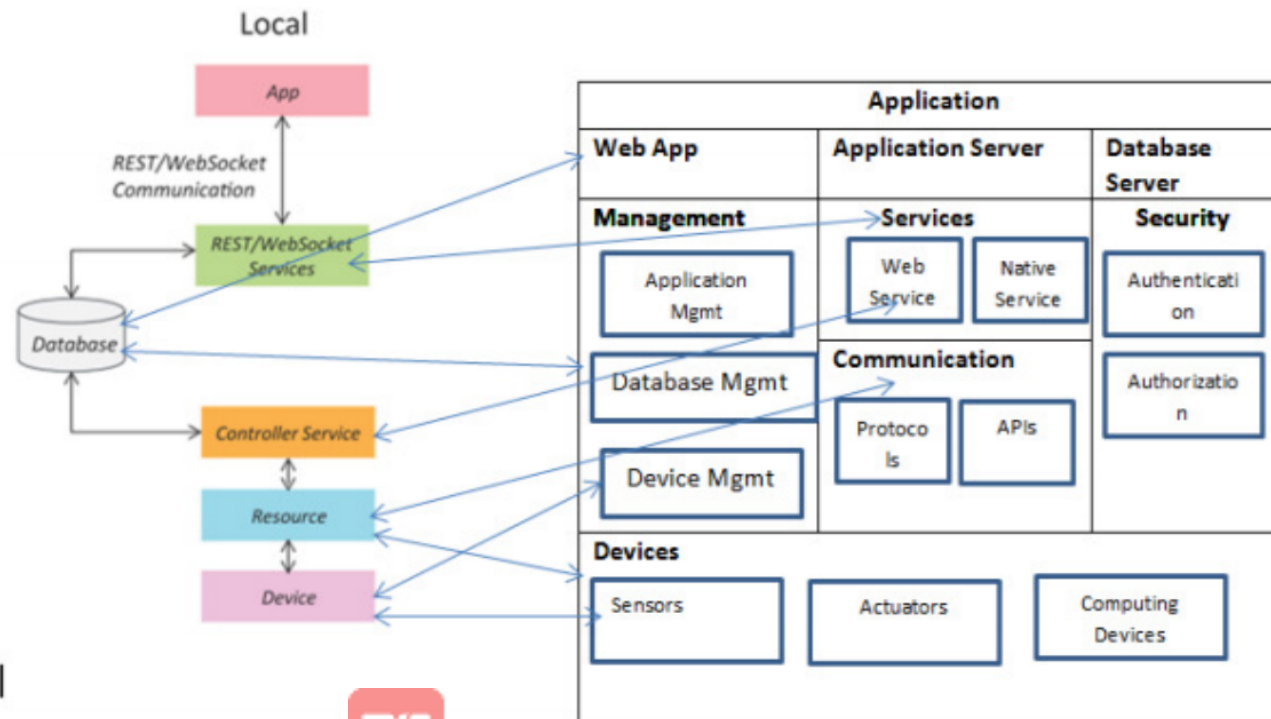 Local
App
REST/WebSocket
Communication
REST/WebSocket
Services
Database
Controller Service
Resource
Device
Application
Web App
Application Server
Database
Server
Management
Services
Security
Application
Mgmt
Web
Service
Native
Service
Authenticati
on
Database Mgmt
Communication
Authorizatio
n
Protoco
ls
APIs
Device Mgmt
Devices
Sensors
Actuators
Computing
Devices